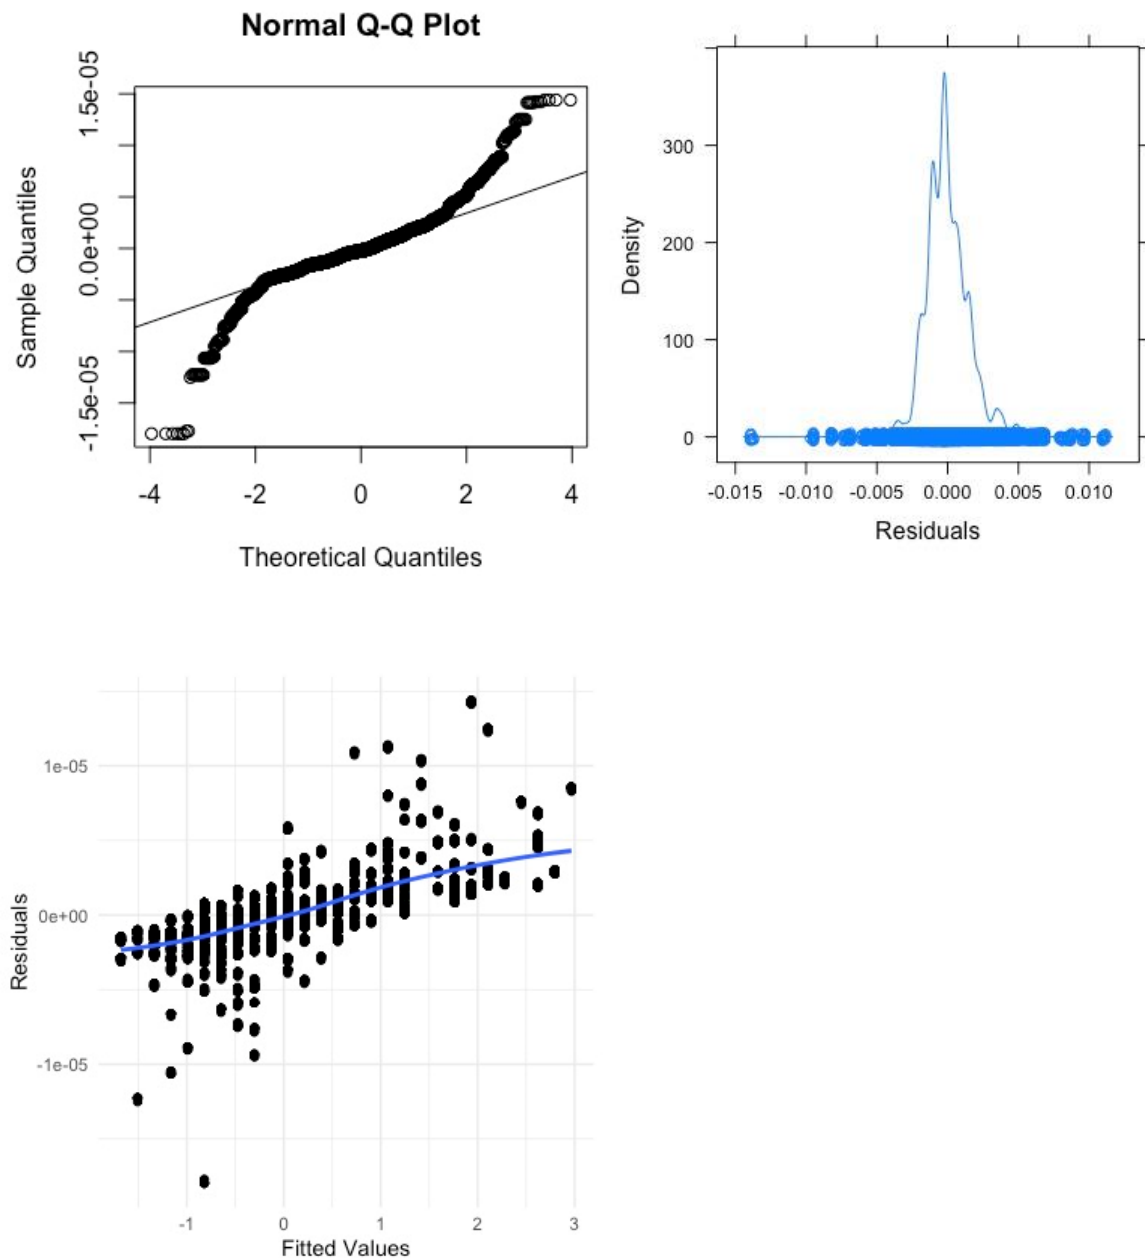 Normal Q-Q Plot
Sample Quantiles
1.5e-05
0.0e+00
-1.5e-05
-4 -2 0 2 4
Theoretical Quantiles
Density
300
200
100
0
-0.015 -0.010 -0.005 0.000 0.005 0.010
Residuals
Residuals
1e-05
0e+00
-1e-05
-1 0 1 2 3
Fitted Values